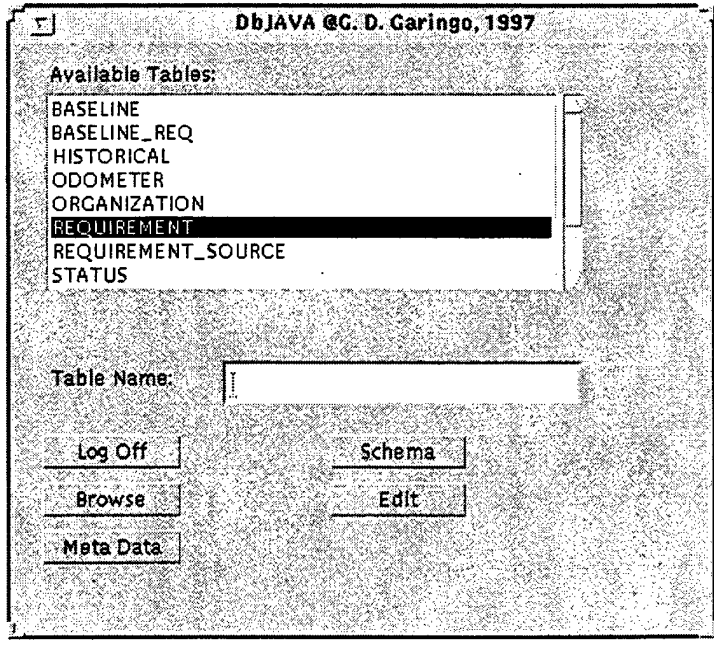 DbJAVA @G. D. Garingo, 1997
Available Tables:
BASELINE
BASELINE_REQ
HISTORICAL
ODOMETER
ORGANIZATION
REQUIREMENT
REQUIREMENT_SOURCE
STATUS
Table Name:
Log Off
Schema
Browse
Edit
Meta Data